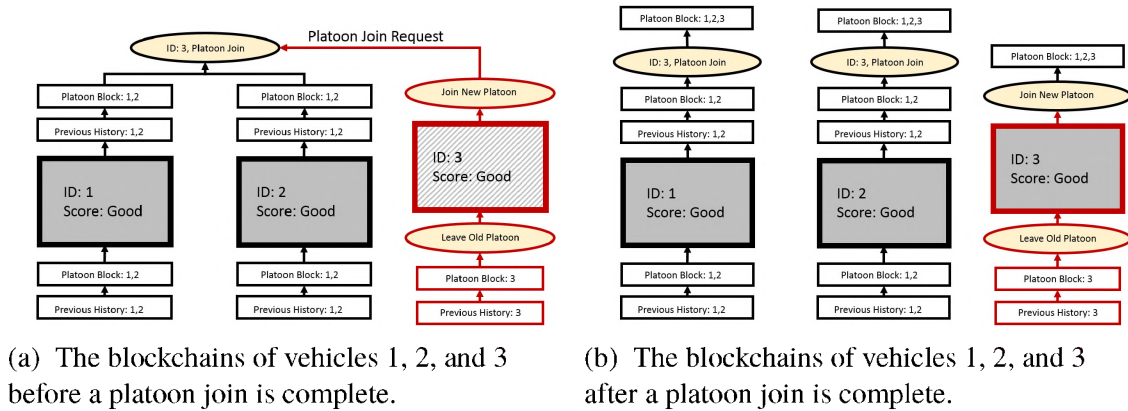 Platoon Join Request
ID: 3, Platoon Join
Platoon Block: 1,2
Previous History: 1,2
ID: 1
Score: Good
Platoon Block: 1,2
Previous History: 1,2
Platoon Block: 1,2
Previous History: 1,2
ID: 2
Score: Good
Platoon Block: 1,2
Previous History: 1,2
Join New Platoon
ID: 3
Score: Good
Leave Old Platoon
Platoon Block: 3
Previous History: 3
(a) The blockchains of vehicles 1, 2, and 3
before a platoon join is complete.
Platoon Block: 1,2,3
ID: 3, Platoon Join
Platoon Block: 1,2
Previous History: 1,2
ID: 1
Score: Good
Platoon Block: 1,2
Previous History: 1,2
Platoon Block: 1,2,3
ID: 3, Platoon Join
Platoon Block: 1,2
Previous History: 1,2
ID: 2
Score: Good
Platoon Block: 1,2
Previous History: 1,2
Platoon Block: 1,2,3
Join New Platoon
ID: 3
Score: Good
Leave Old Platoon
Platoon Block: 3
Previous History: 3
(b) The blockchains of vehicles 1, 2, and 3
after a platoon join is complete.